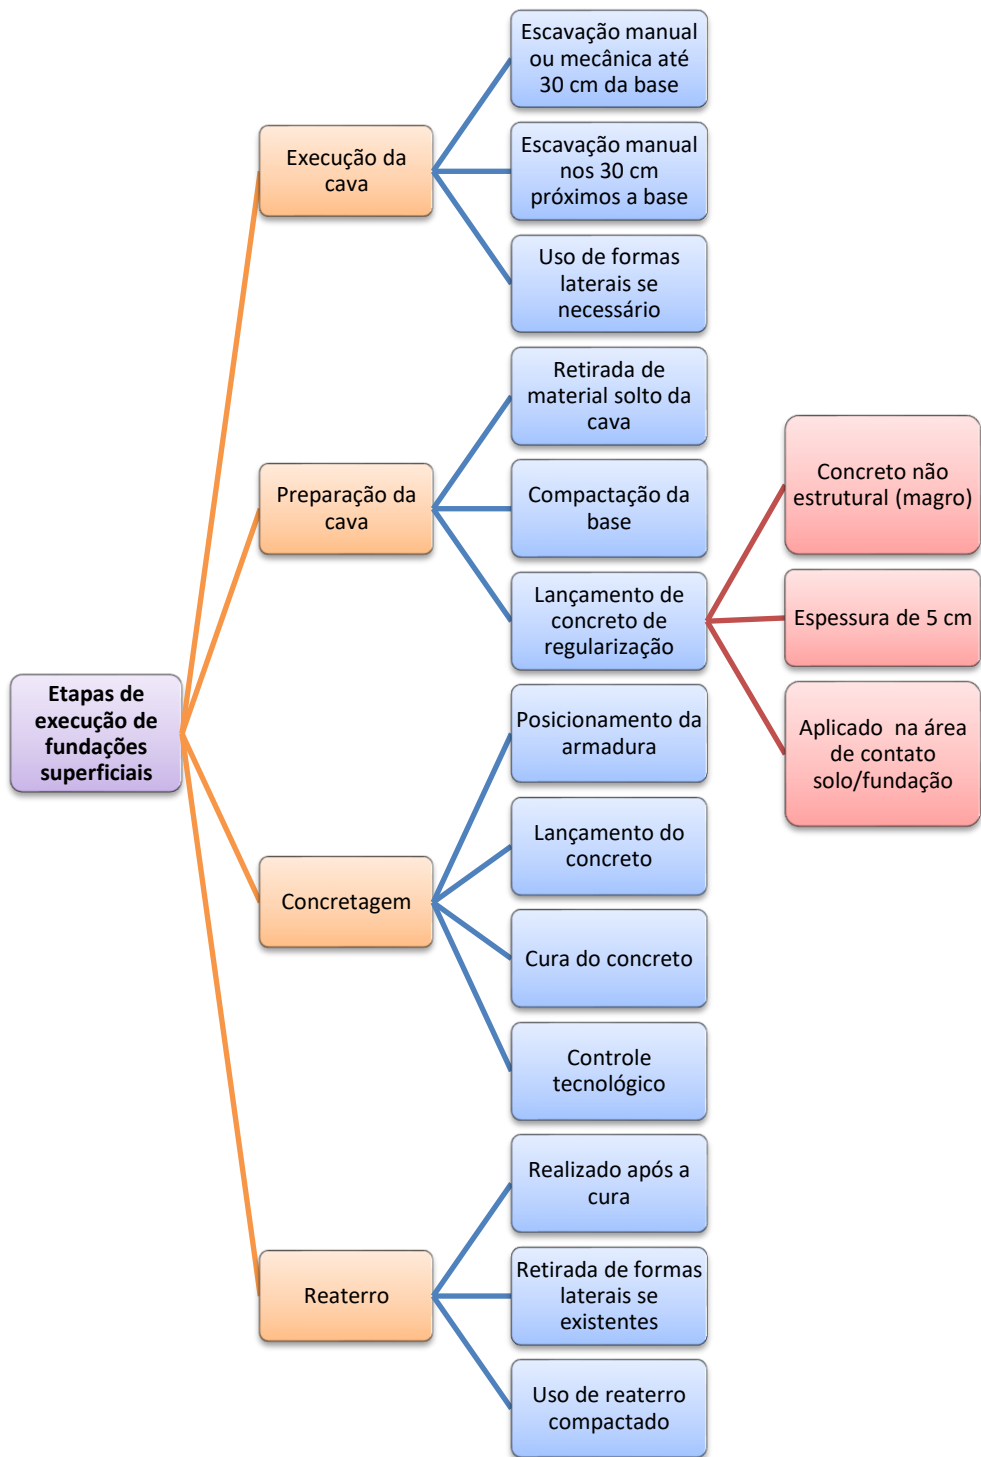 Etapas de
execução de
fundações
superficiais
Execução da
cava
Escavação manual
ou mecânica até
30 cm da base
Escavação manual
nos 30 cm
próximos a base
Uso de formas
laterais se
necessário
Preparação da
cava
Retirada de
material solto da
cava
Compactação da
base
Lançamento de
concreto de
regularização
Concreto não
estrutural (magro)
Espessura de 5 cm
Aplicado  na área
de contato
solo/fundação
Concretagem
Posicionamento da
armadura
Lançamento do
concreto
Cura do concreto
Controle
tecnológico
Reaterro
Realizado após a
cura
Retirada de formas
laterais se
existentes
Uso de reaterro
compactado